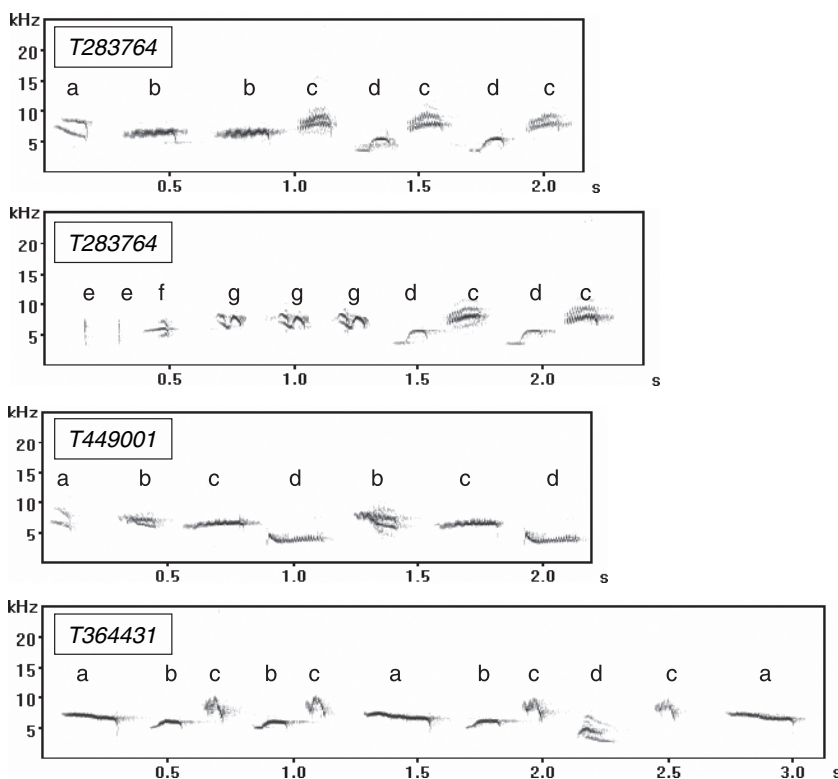 kHz
T283764
20
15
a b b c d c d c
10
5
0.5 1.0 1.5 2.0 s
kHz
T283764
20
15
e e f g g g d c d c
10
5
0.5 1.0 1.5 2.0 s
kHz
T449001
20
15
a b c d b c d
10
5
0.5 1.0 1.5 2.0 s
kHz
T364431
20
15
a b c b c a b c d c a
10
5
0.5 1.0 1.5 2.0 2.5 3.0 s